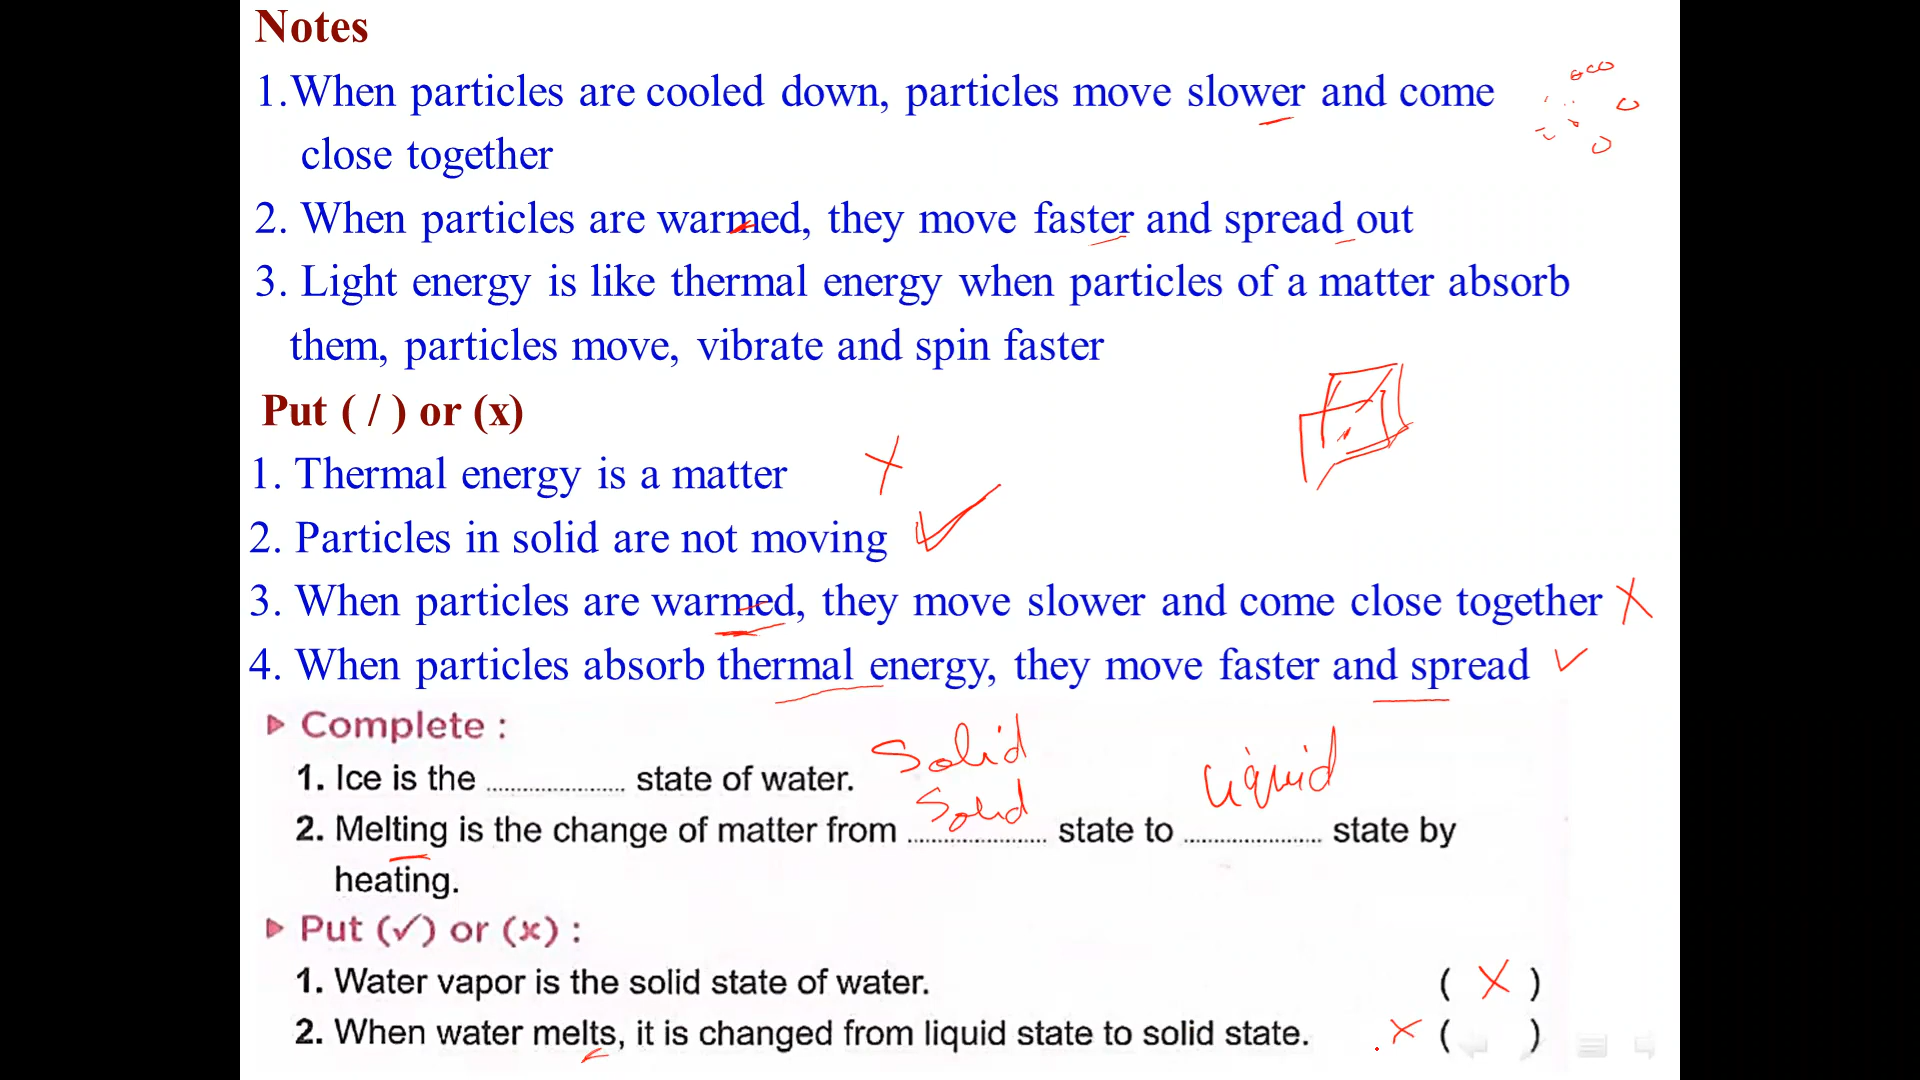 Notes
1.When particles are cooled down, particles move slower and come
close together
2. When particles are warmed, they move faster and spread out
3. Light energy is like thermal energy when particles of a matter absorb
them, particles move, vibrate and spin faster
Put ( / ) or (x)
1. Thermal energy is a matter X
2. Particles in solid are not moving ✓
3. When particles are warmed, they move slower and come close together X
4. When particles absorb thermal energy, they move faster and spread ✓
Complete :
1. Ice is the .................... state of water. Solid
Solid Liquid
2. Melting is the change of matter from .................... state to .................... state by
heating.
Put (✓) or (x) :
1. Water vapor is the solid state of water. ( X )
2. When water melts, it is changed from liquid state to solid state. X ( )